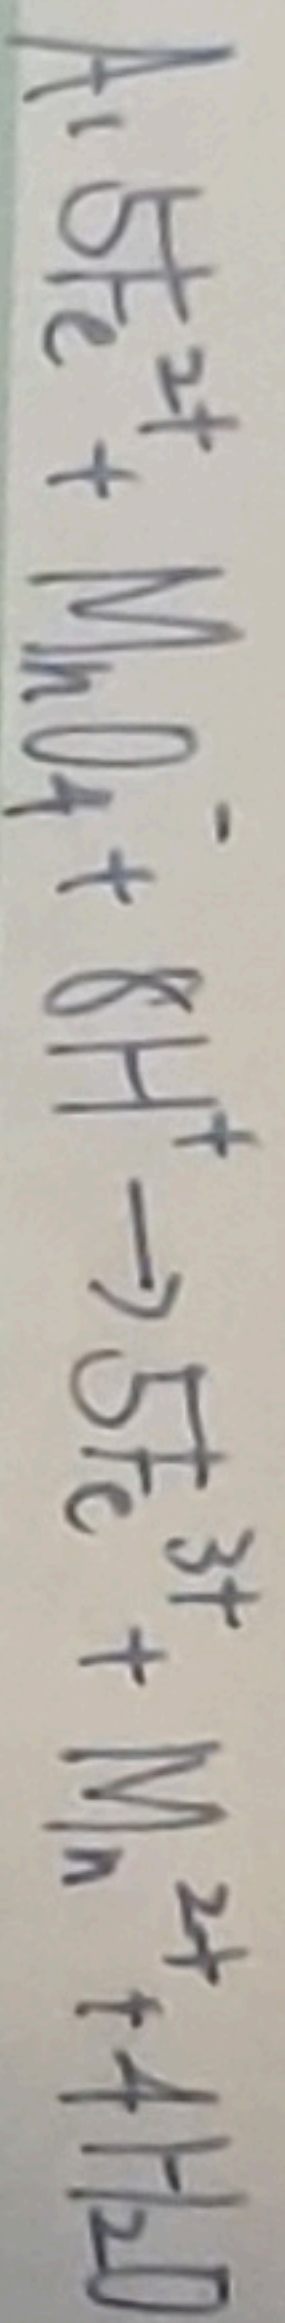 A. 5Fe²⁺ + MnO₄⁻ + 8H⁺ → 5Fe³⁺ + Mn²⁺ + 4H₂O